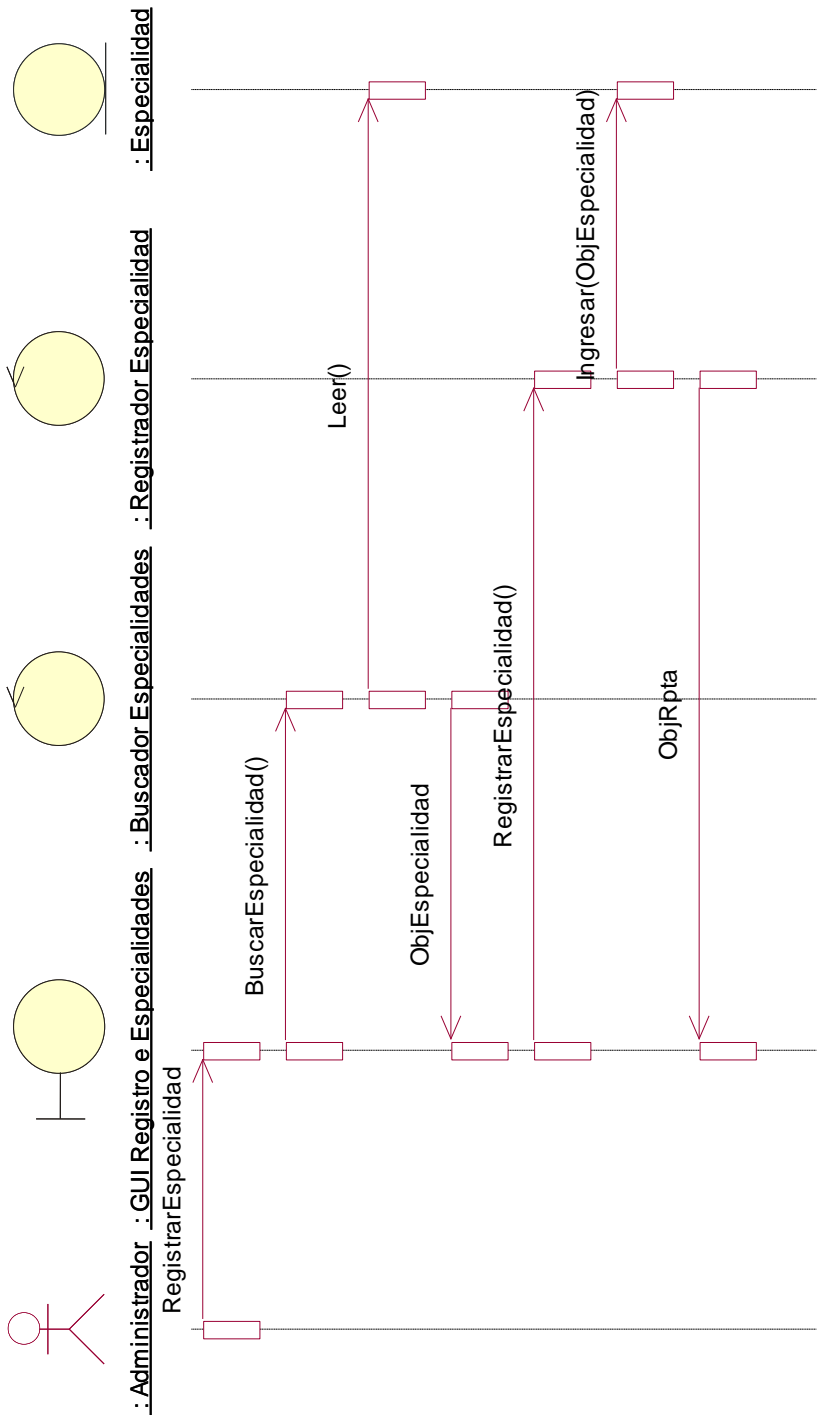 : Administrador
: GUI Registro e Especialidades
: Buscador Especialidades
: Registrador Especialidad
: Especialidad
RegistrarEspecialidad
BuscarEspecialidad()
Leer()
ObjEspecialidad
RegistrarEspecialidad()
Ingresar(ObjEspecialidad)
ObjRpta